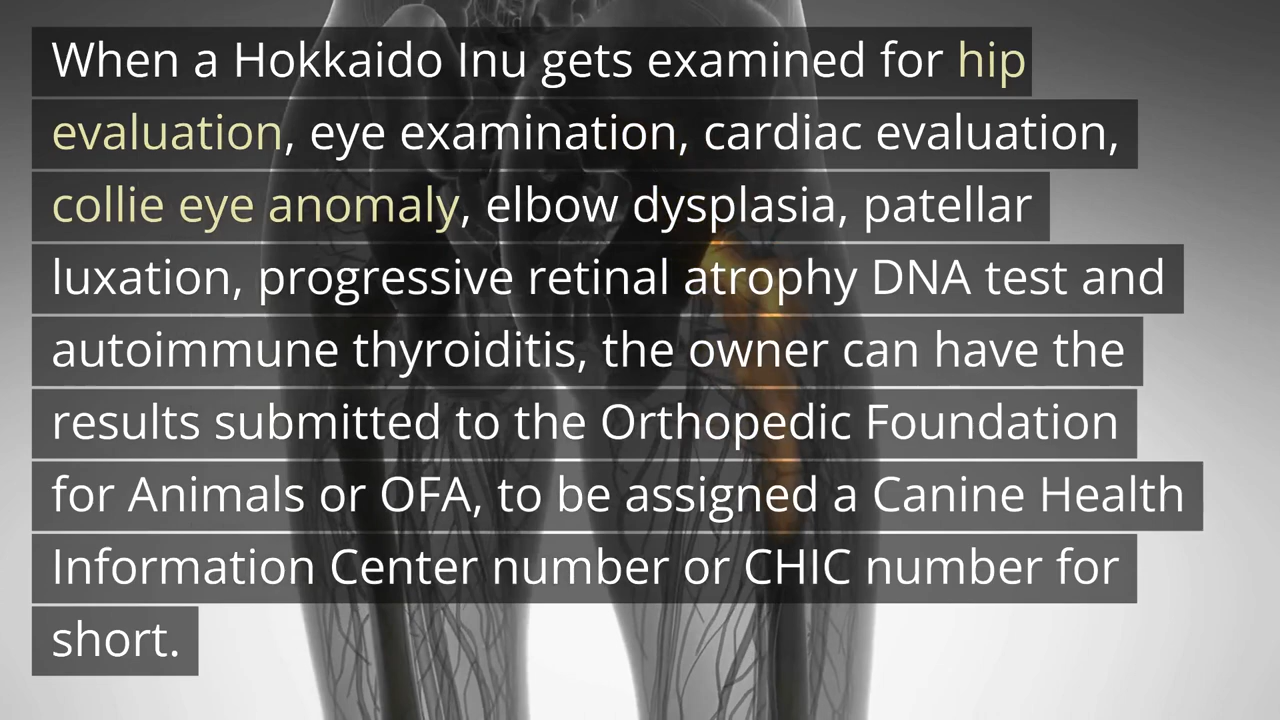 When a Hokkaido Inu gets examined for hip
evaluation, eye examination, cardiac evaluation,
collie eye anomaly, elbow dysplasia, patellar
luxation, progressive retinal atrophy DNA test and
autoimmune thyroiditis, the owner can have the
results submitted to the Orthopedic Foundation
for Animals or OFA, to be assigned a Canine Health
Information Center number or CHIC number for
short.